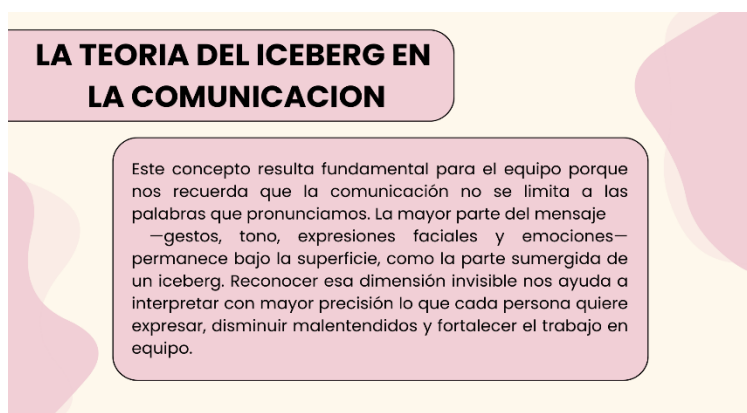 LA TEORIA DEL ICEBERG EN
LA COMUNICACION
Este concepto resulta fundamental para el equipo porque
nos recuerda que la comunicación no se limita a las
palabras que pronunciamos. La mayor parte del mensaje
—gestos, tono, expresiones faciales y emociones—
permanece bajo la superficie, como la parte sumergida de
un iceberg. Reconocer esa dimensión invisible nos ayuda a
interpretar con mayor precisión lo que cada persona quiere
expresar, disminuir malentendidos y fortalecer el trabajo en
equipo.